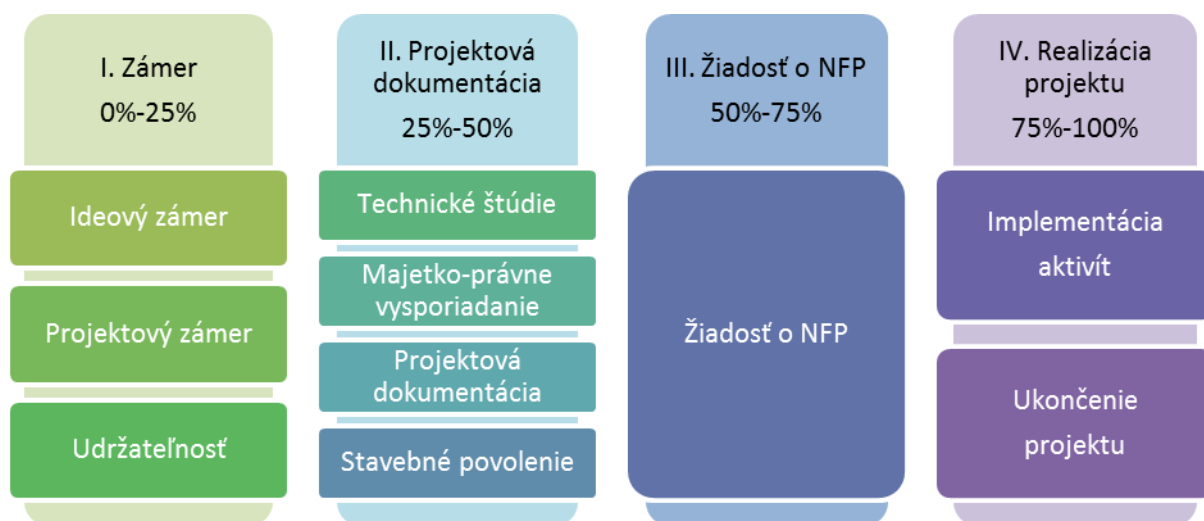 I. Zámer
0%-25%
Ideový zámer
Projektový zámer
Udržateľnosť
II. Projektová
dokumentácia
25%-50%
Technické štúdie
Majetko-právne
vysporiadanie
Projektová
dokumentácia
Stavebné povolenie
III. Žiadosť o NFP
50%-75%
Žiadosť o NFP
IV. Realizácia
projektu
75%-100%
Implementácia
aktivít
Ukončenie
projektu